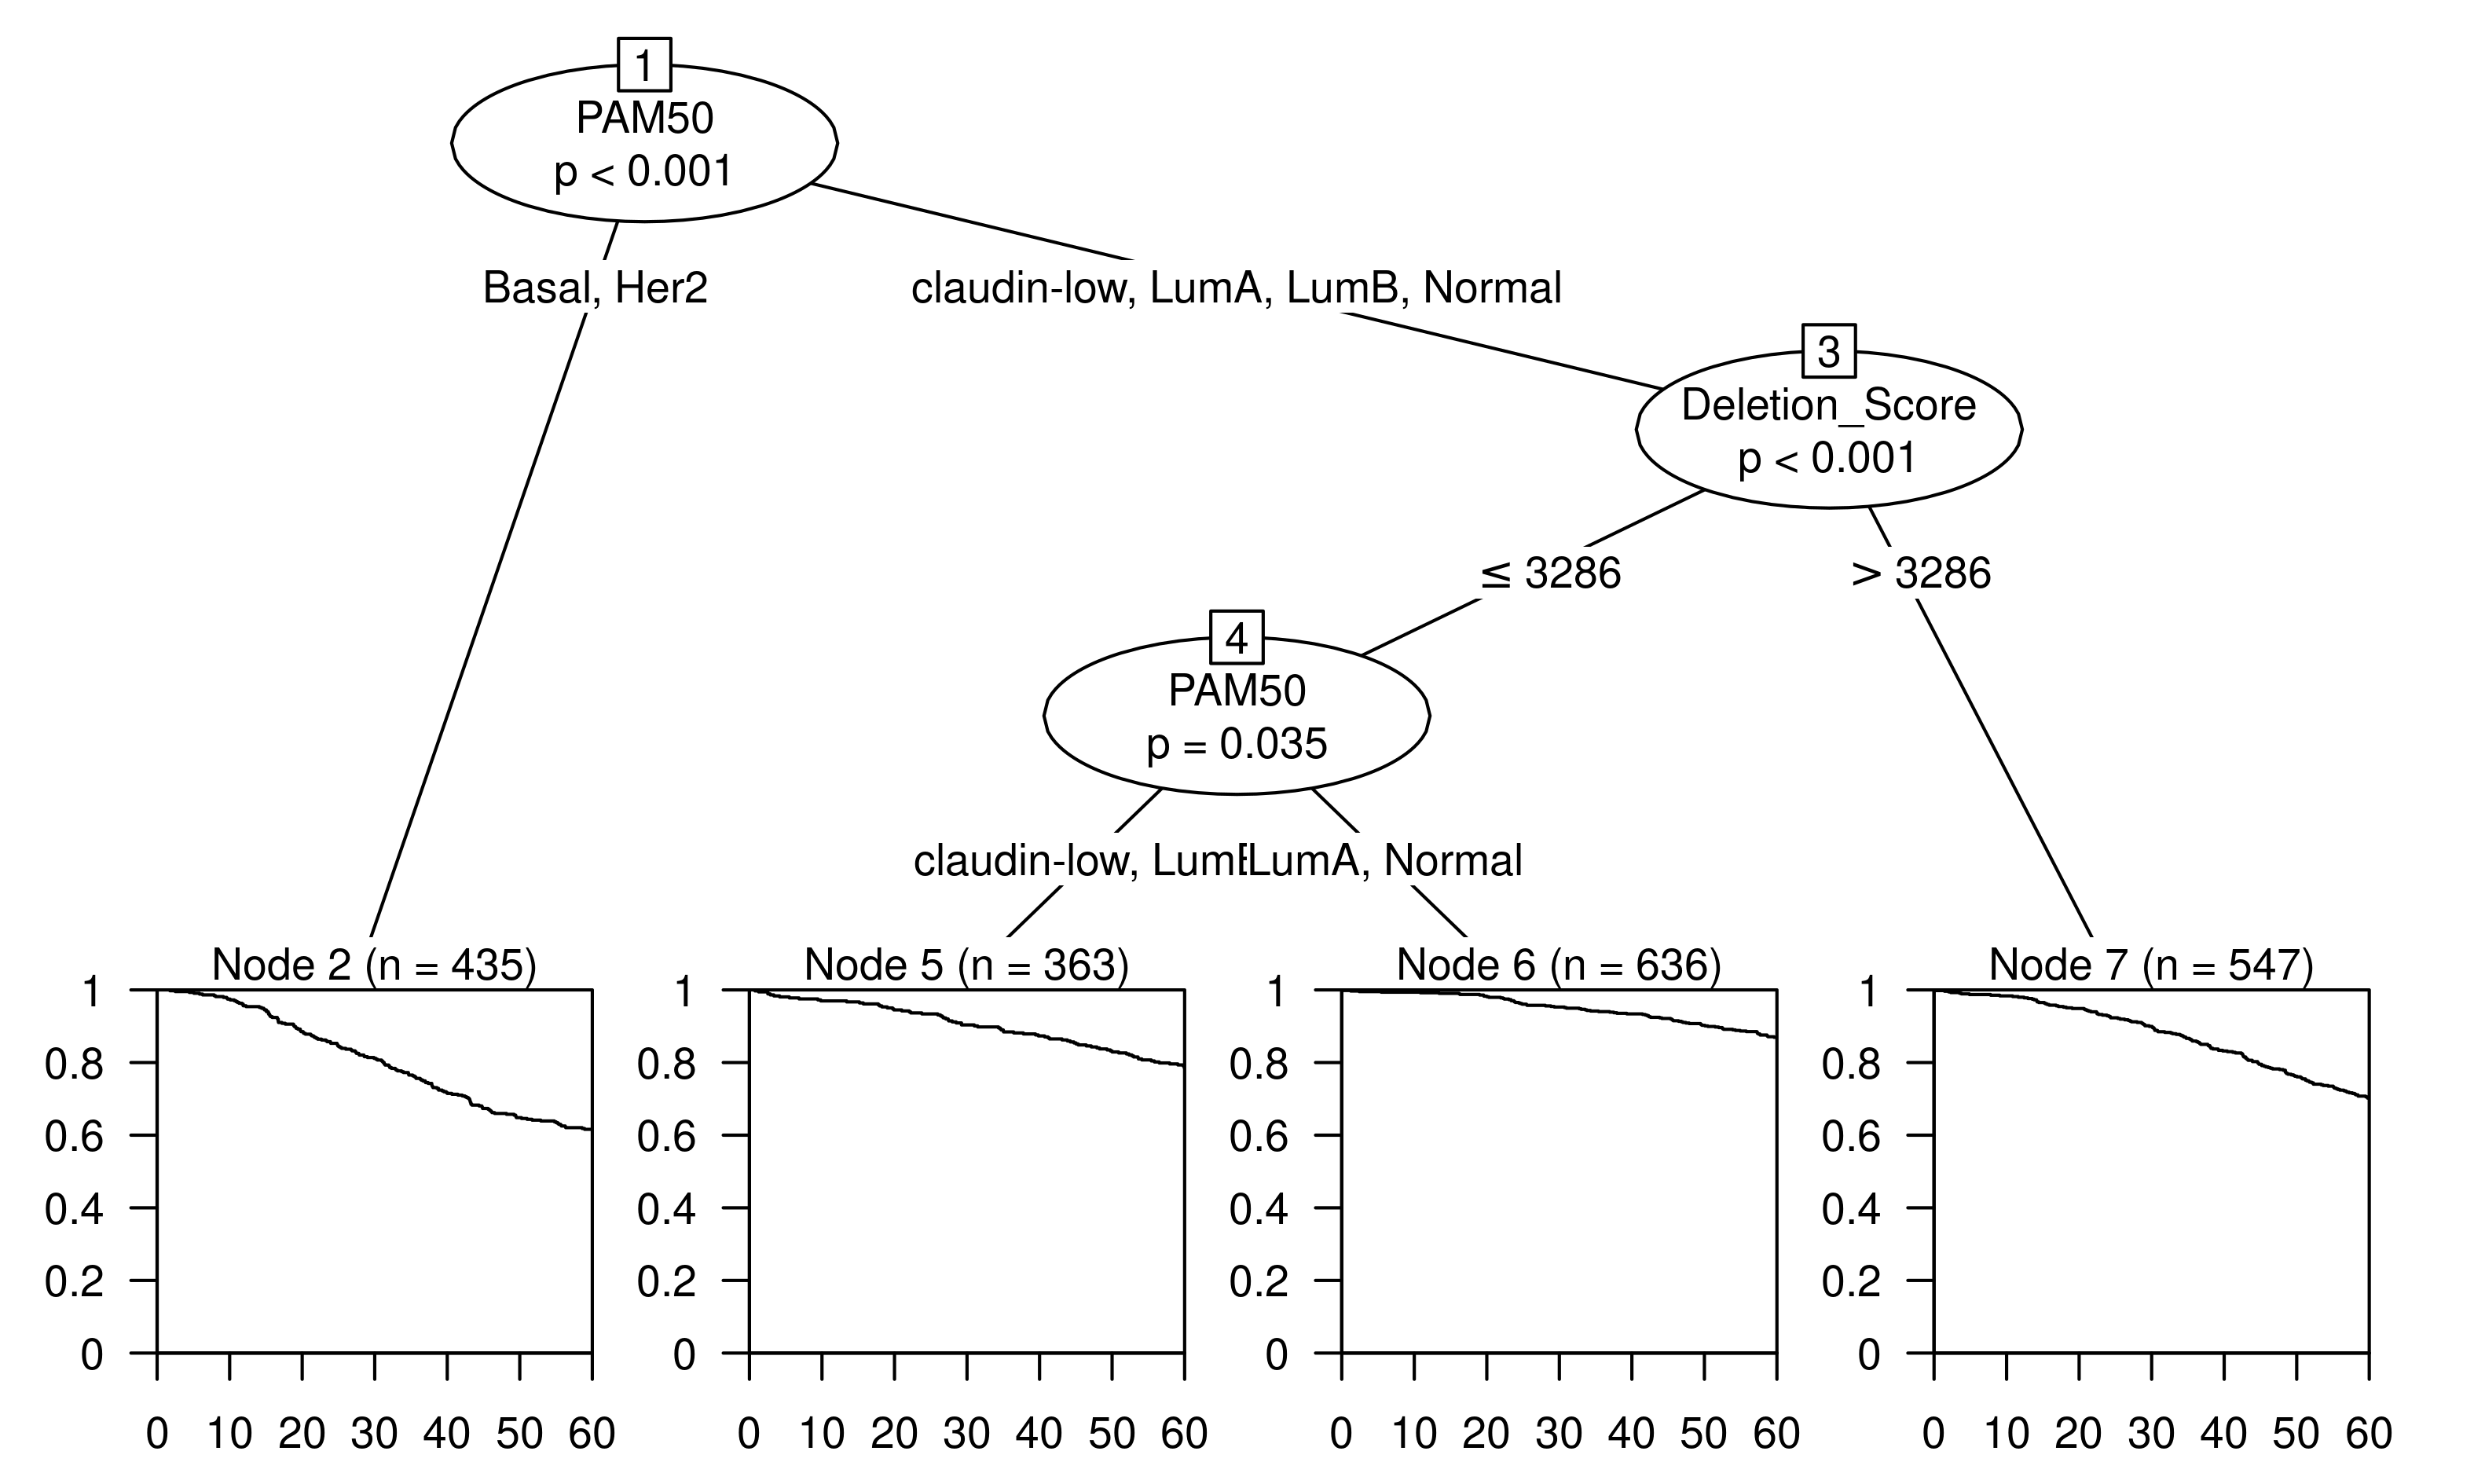 1
PAM50
p < 0.001
Basal, Her2
claudin-low, LumA, LumB, Normal
3
Deletion_Score
p < 0.001
≤ 3286
> 3286
4
PAM50
p = 0.035
claudin-low,
LumA, Normal
Node 2 (n = 435)
1
0.8
0.6
0.4
0.2
0
0 10 20 30 40 50 60
Node 5 (n = 363)
1
0.8
0.6
0.4
0.2
0
0 10 20 30 40 50 60
Node 6 (n = 636)
1
0.8
0.6
0.4
0.2
0
0 10 20 30 40 50 60
Node 7 (n = 547)
1
0.8
0.6
0.4
0.2
0
0 10 20 30 40 50 60